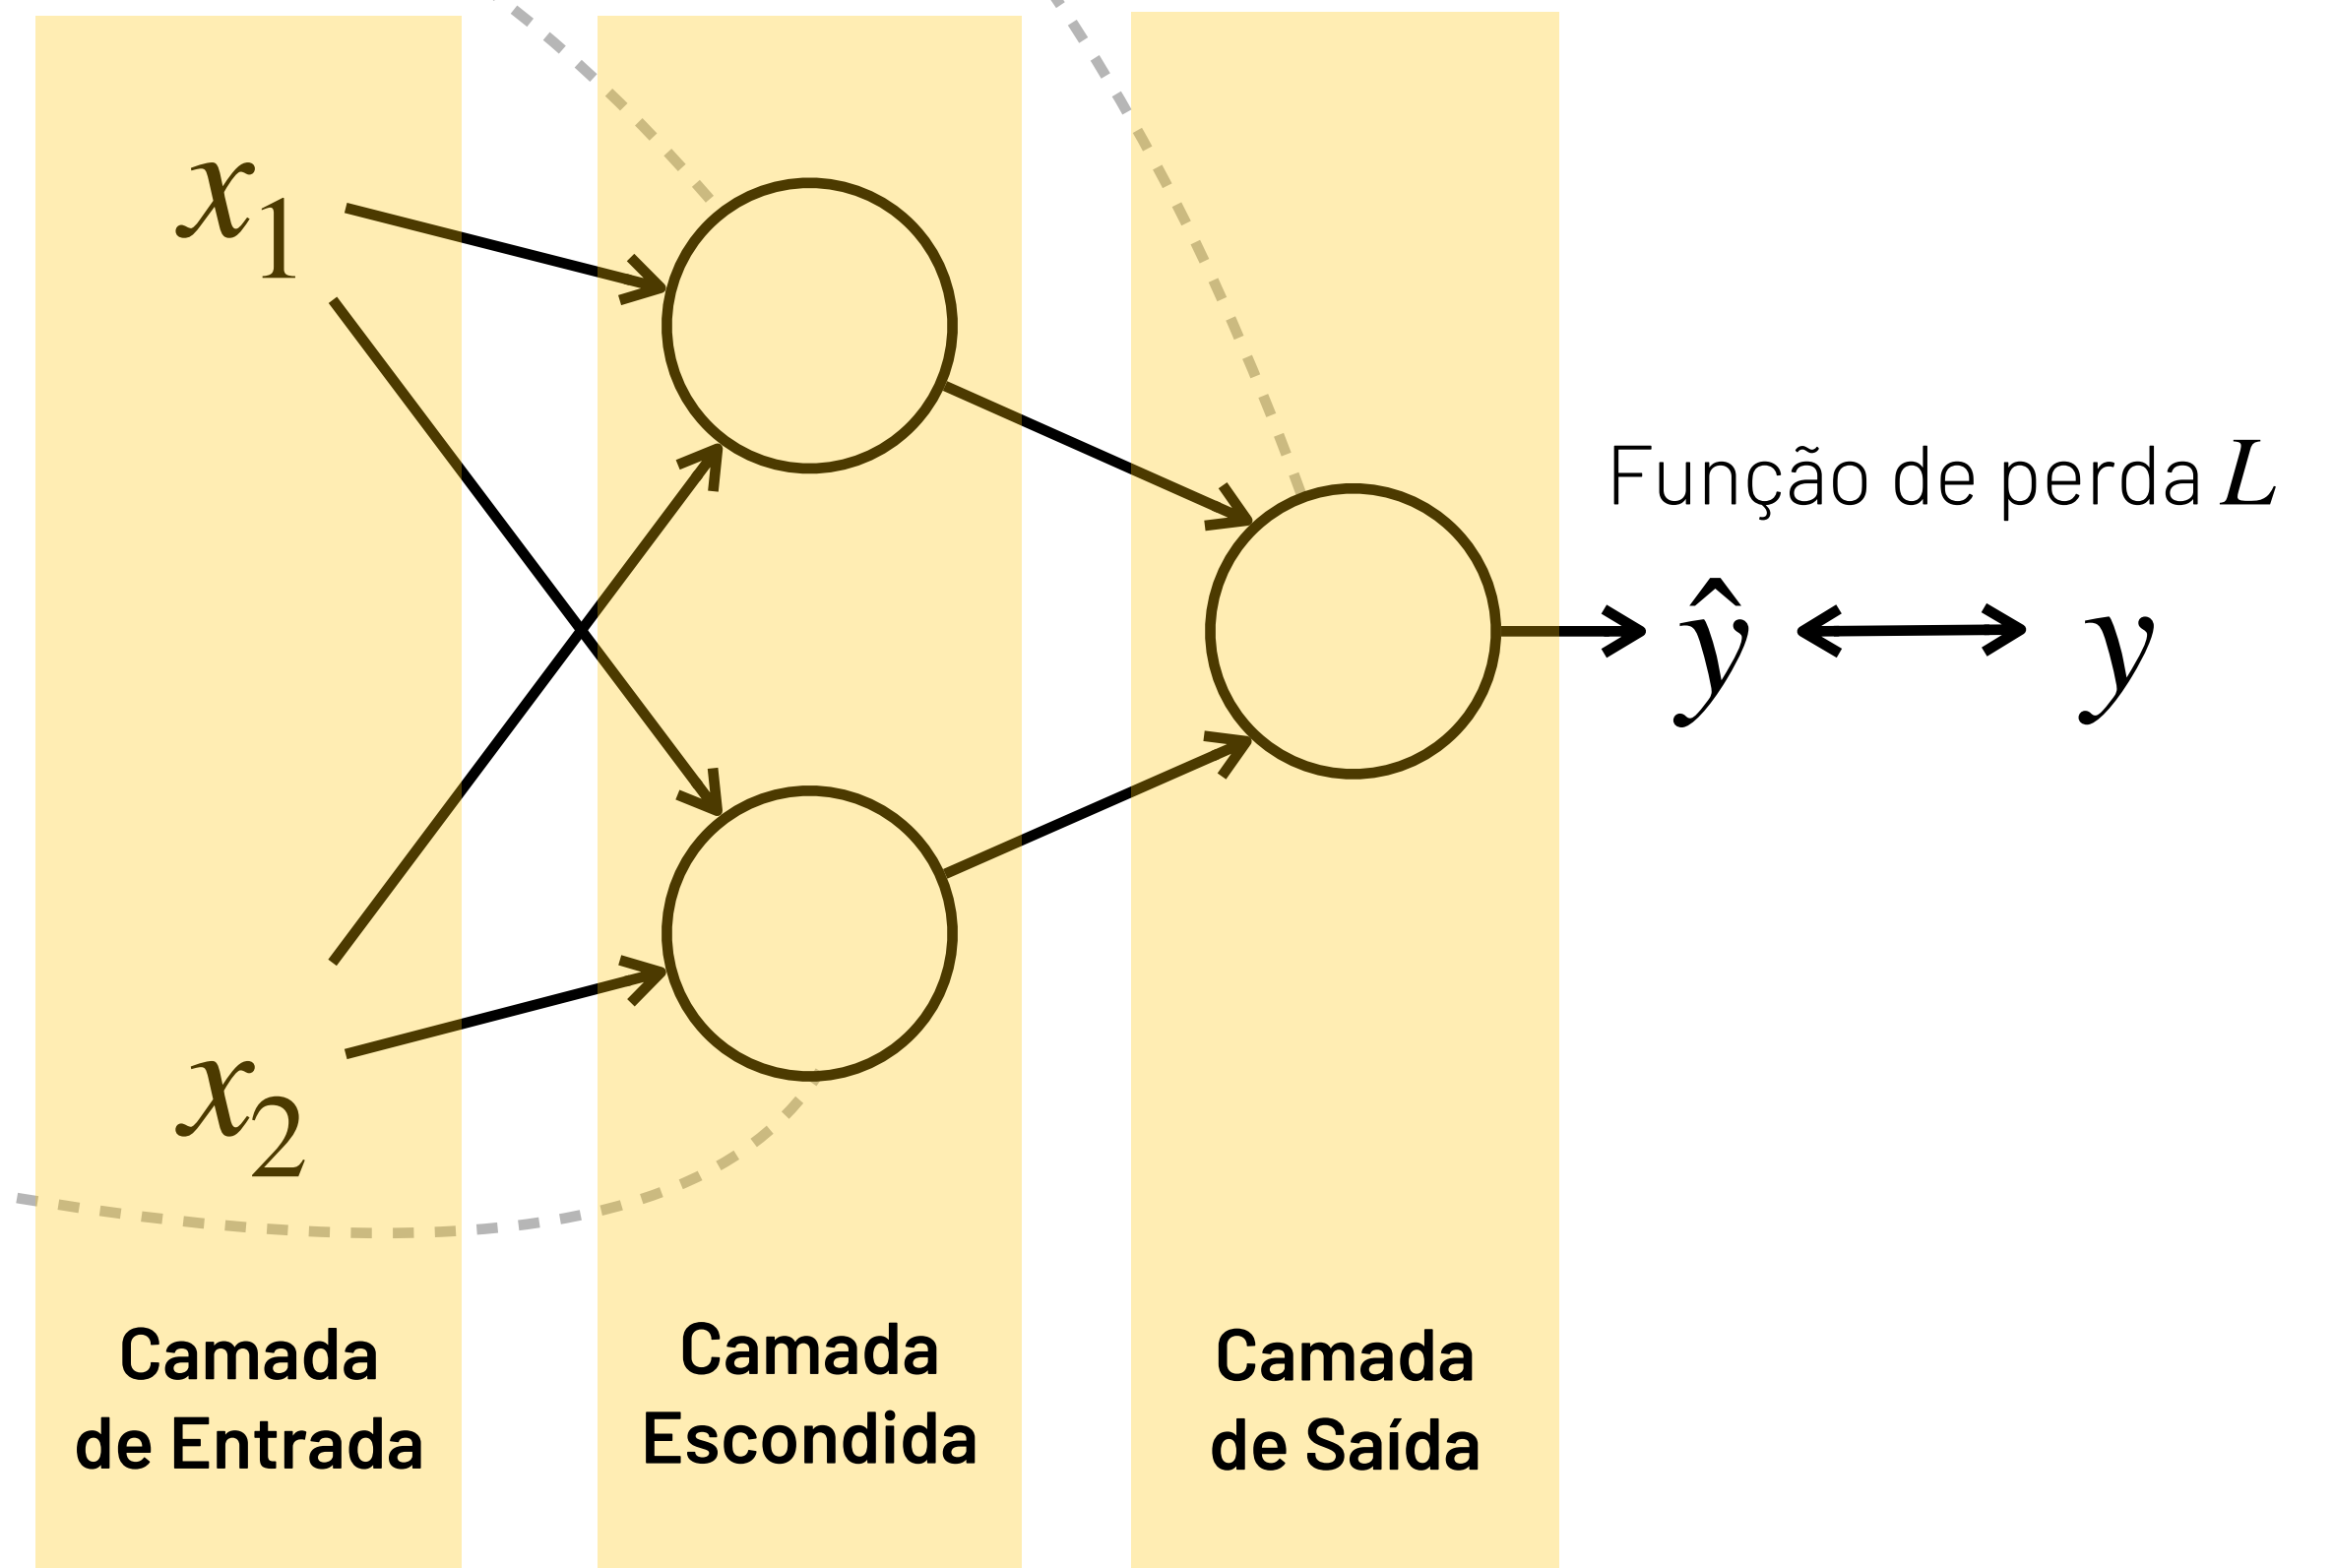 x1
x2
Função de perda L
ŷ
y
Camada
de Entrada
Camada
Escondida
Camada
de Saída